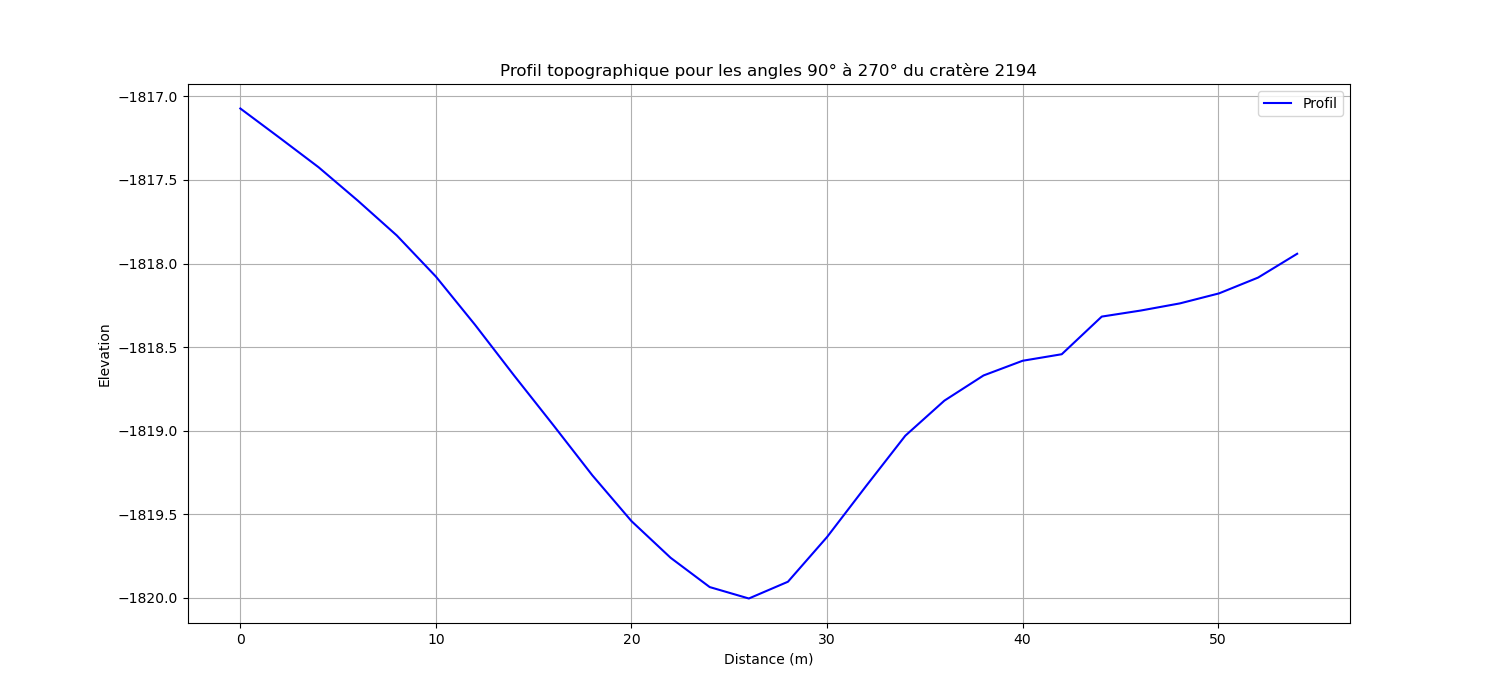 Profil topographique pour les angles 90° à 270° du cratère 2194
Profil
Elevation
−1817.0
−1817.5
−1818.0
−1818.5
−1819.0
−1819.5
−1820.0
0 10 20 30 40 50
Distance (m)